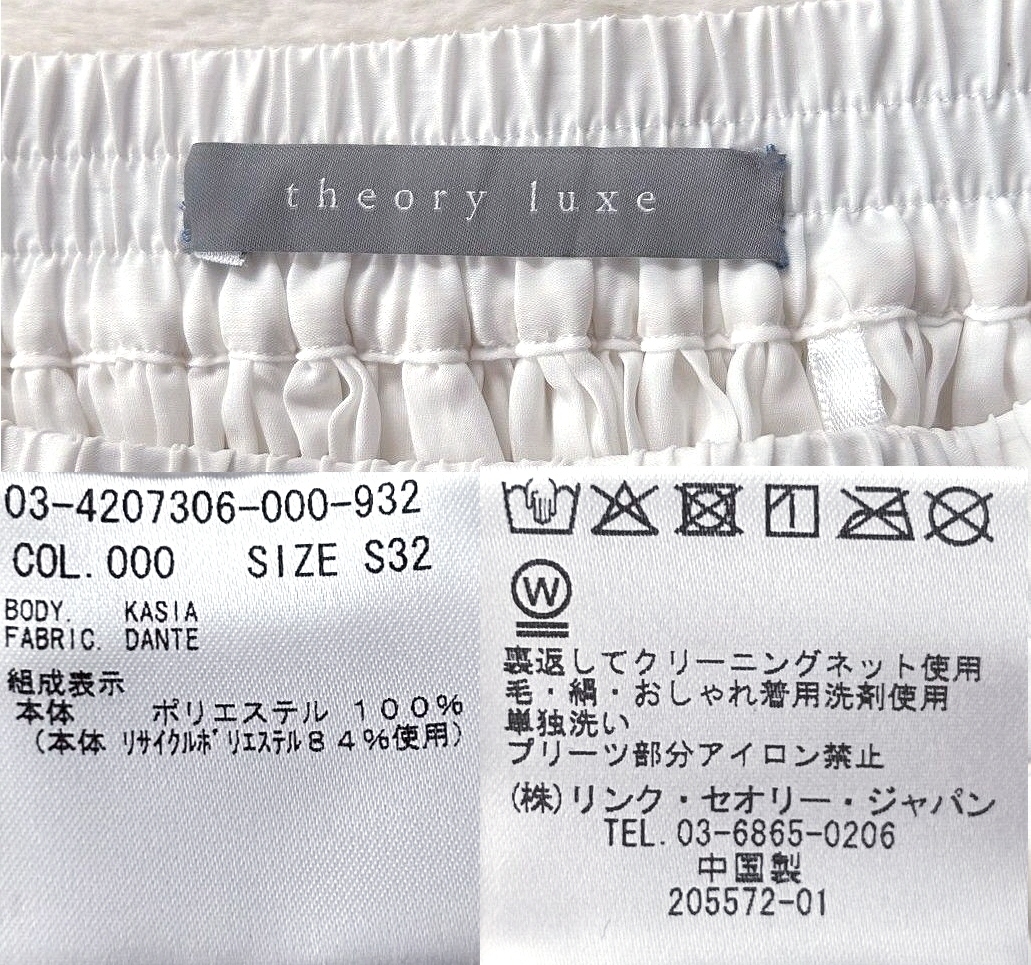 theory luxe
03-4207306-000-932
COL.000 SIZE S32
BODY. KASIA
FABRIC. DANTE
組成表示
本体 ポリエステル 100%
(本体 リサイクルポリエステル84%使用)
W
裏返してクリーニングネット使用
毛・絹・おしゃれ着用洗剤使用
単独洗い
プリーツ部分アイロン禁止
(株)リンク・セオリー・ジャパン
TEL.03-6865-0206
中国製
205572-01